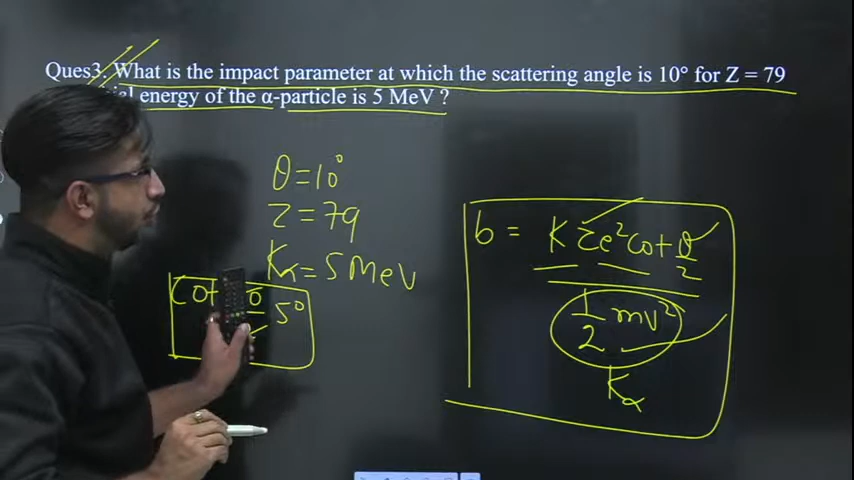 Ques3. What is the impact parameter at which the scattering angle is 10° for Z = 79
energy of the α-particle is 5 MeV ?
θ = 10°
Z = 79
Kα = 5 MeV
Cot 5°
b = K Z e² cot θ/2
1/2 mv²
Kα